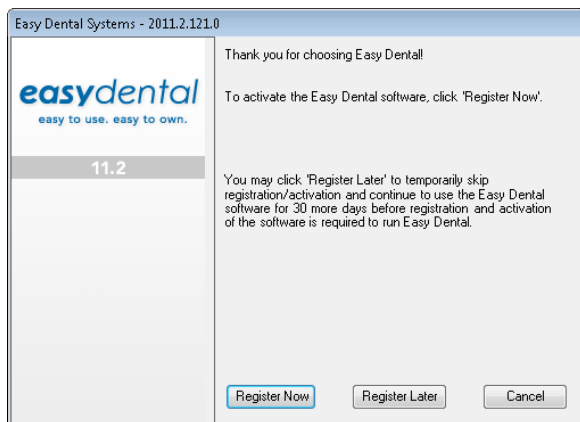 Easy Dental Systems - 2011.2.121.0
easydental
easy to use. easy to own.
11.2
Thank you for choosing Easy Dental!
To activate the Easy Dental software, click 'Register Now'.
You may click 'Register Later' to temporarily skip
registration/activation and continue to use the Easy Dental
software for 30 more days before registration and activation
of the software is required to run Easy Dental.
Register Now
Register Later
Cancel